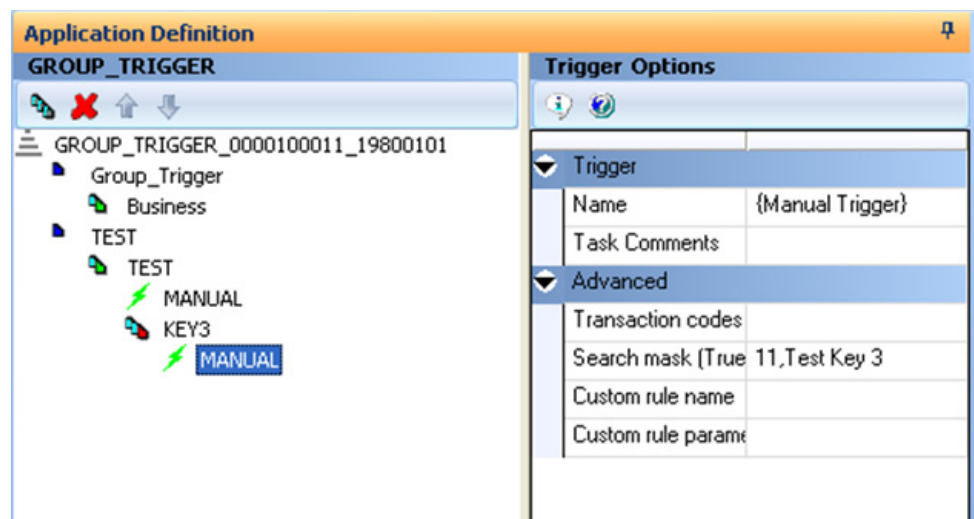 Application Definition
GROUP_TRIGGER
GROUP_TRIGGER_0000100011_19800101
Group_Trigger
Business
TEST
TEST
MANUAL
KEY3
MANUAL
Trigger Options
Trigger
Name {Manual Trigger}
Task Comments
Advanced
Transaction codes
Search mask (True 11,Test Key 3
Custom rule name
Custom rule parame